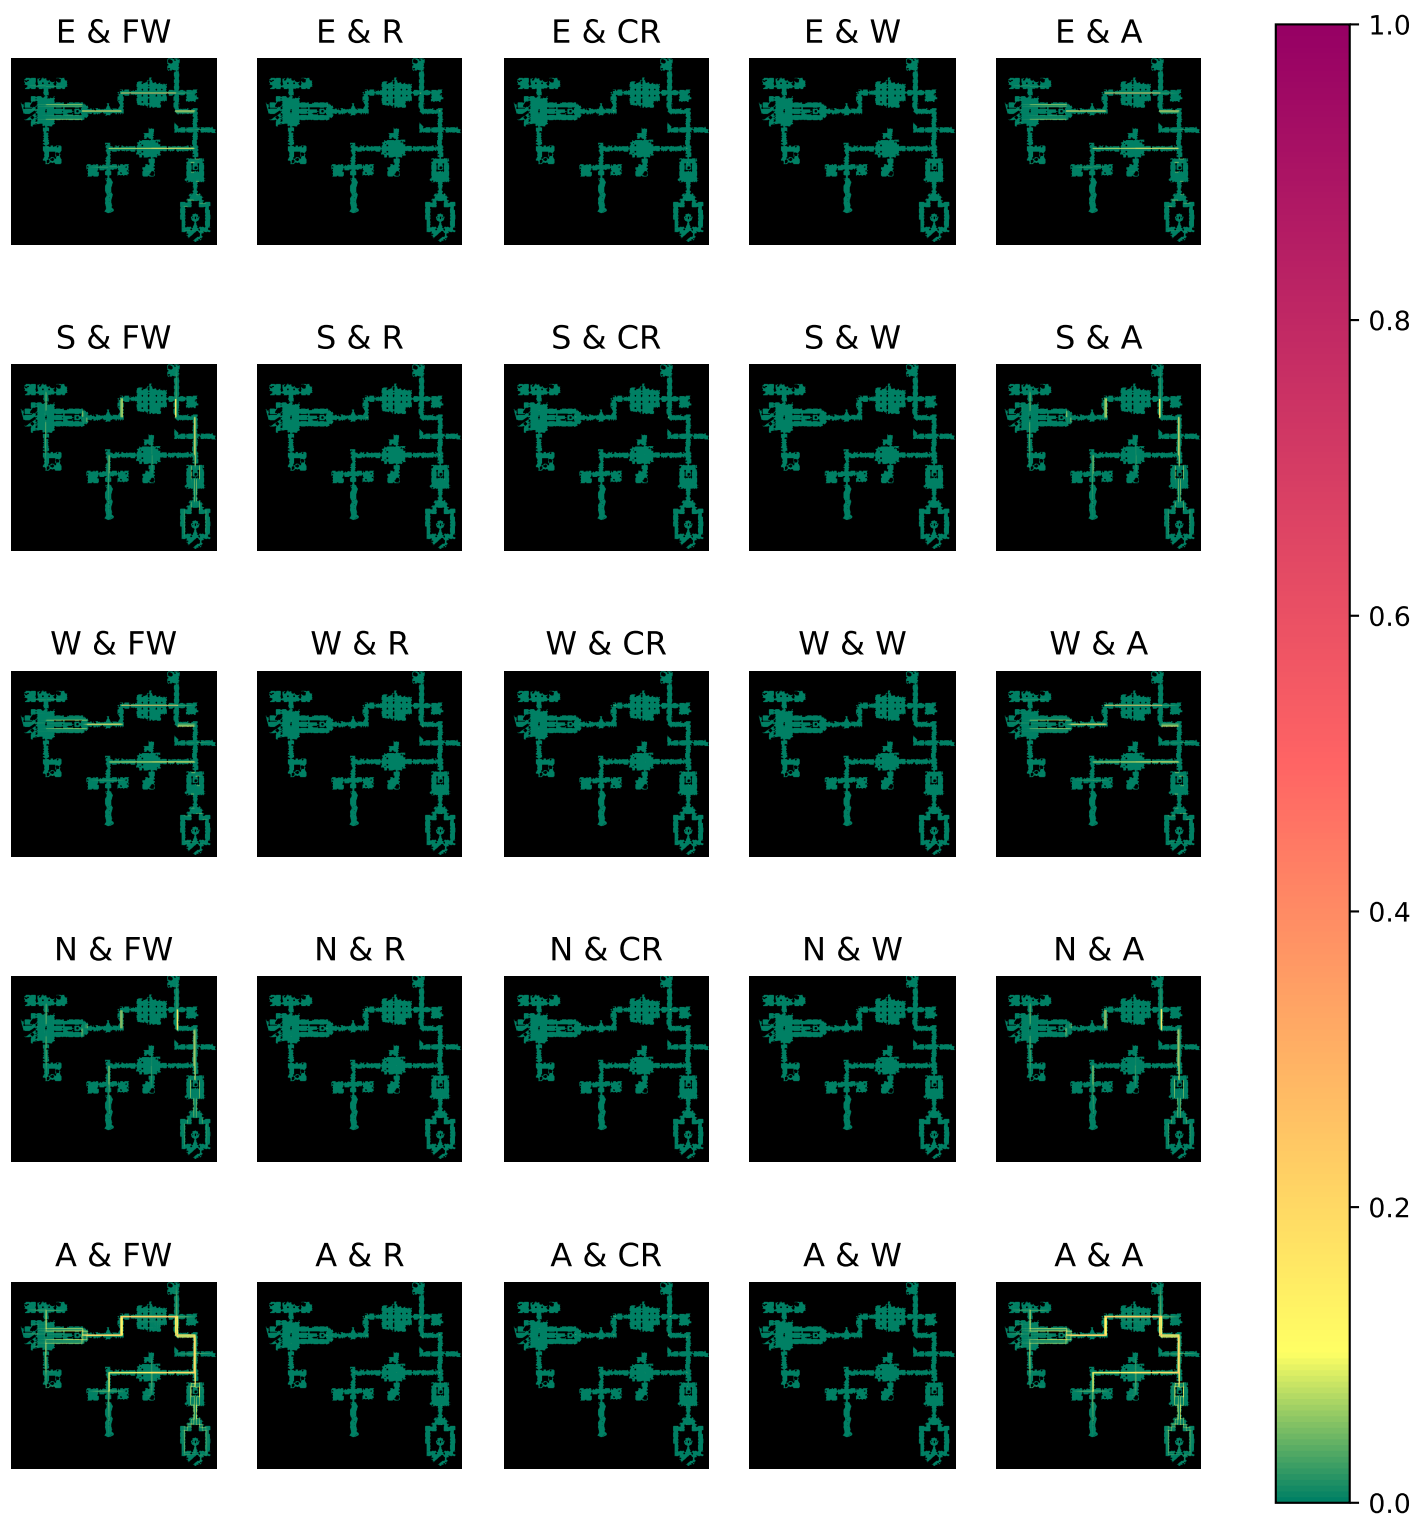 E & FW
E & R
E & CR
E & W
E & A
1.0
S & FW
S & R
S & CR
S & W
S & A
0.8
W & FW
W & R
W & CR
W & W
W & A
0.6
N & FW
N & R
N & CR
N & W
N & A
0.4
A & FW
A & R
A & CR
A & W
A & A
0.2
0.0